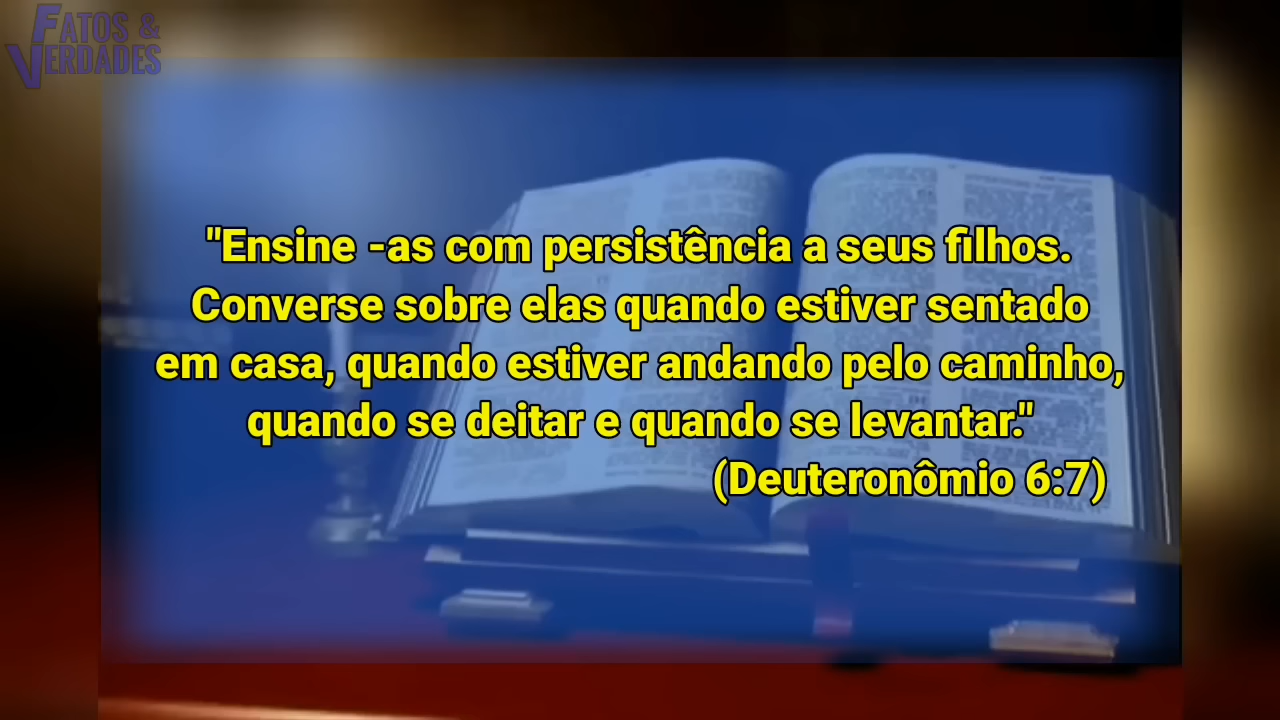 FATOS &
VERDADES
"Ensine -as com persistência a seus filhos.
Converse sobre elas quando estiver sentado
em casa, quando estiver andando pelo caminho,
quando se deitar e quando se levantar."
(Deuteronômio 6:7)